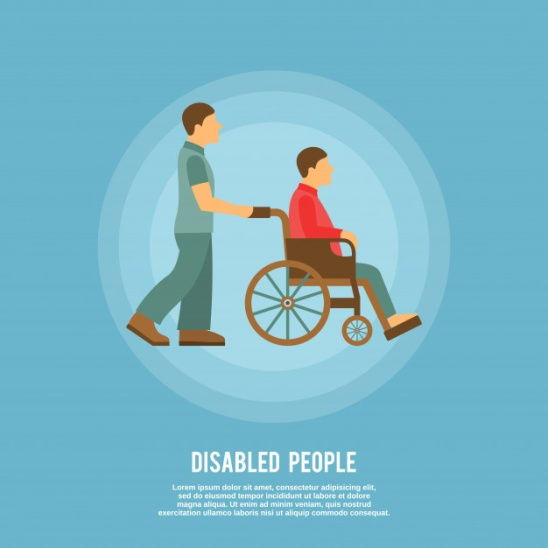 DISABLED PEOPLE
Lorem ipsum dolor sit amet, consectetur adipisicing elit,
sed do eiusmod tempor incididunt ut labore et dolore
magna aliqua. Ut enim ad minim veniam, quis nostrud
exercitation ullamco laboris nisi ut aliquip commodo consequat.